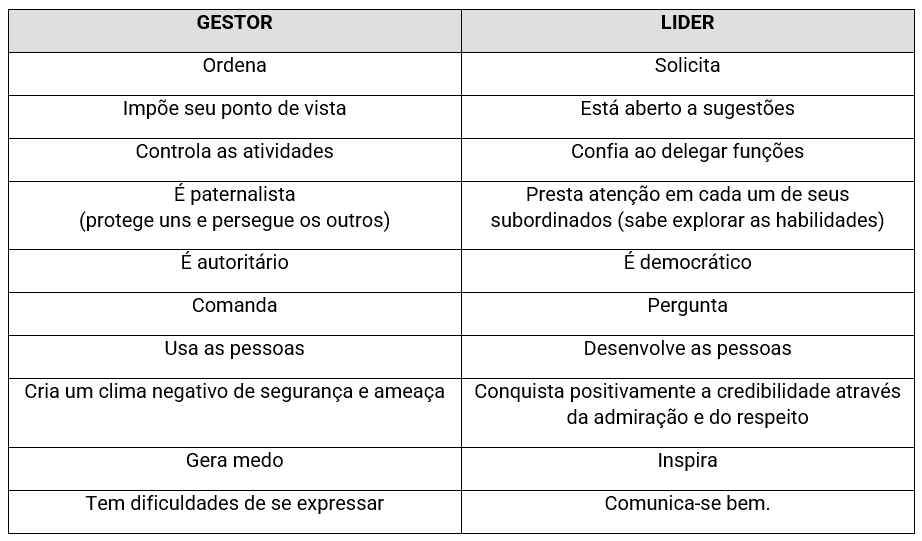 GESTOR
LIDER
Ordena
Solicita
Impõe seu ponto de vista
Está aberto a sugestões
Controla as atividades
Confia ao delegar funções
É paternalista
(protege uns e persegue os outros)
Presta atenção em cada um de seus
subordinados (sabe explorar as habilidades)
É autoritário
É democrático
Comanda
Pergunta
Usa as pessoas
Desenvolve as pessoas
Cria um clima negativo de segurança e ameaça
Conquista positivamente a credibilidade através
da admiração e do respeito
Gera medo
Inspira
Tem dificuldades de se expressar
Comunica-se bem.